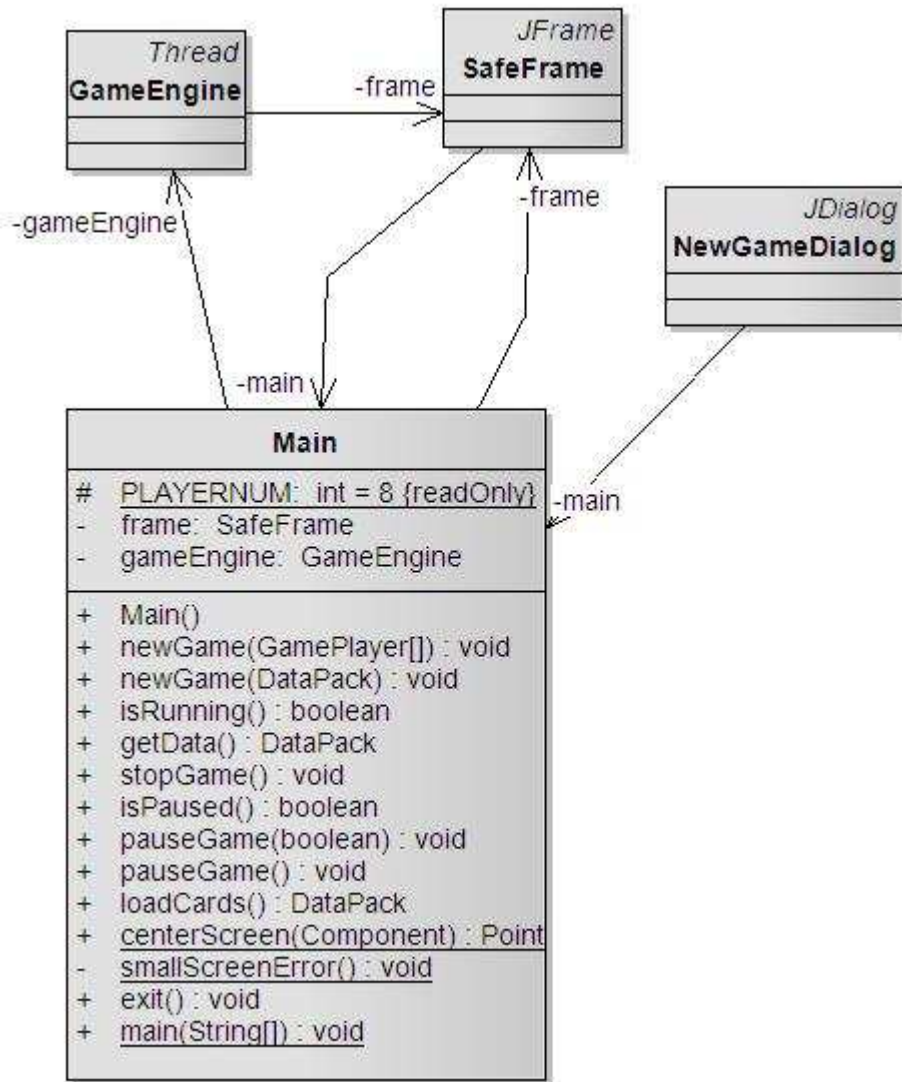 Thread
GameEngine
JFrame
SafeFrame
-frame
-gameEngine
-frame
JDialog
NewGameDialog
-main
-main
Main
# PLAYERNUM: int = 8 {readOnly}
- frame: SafeFrame
- gameEngine: GameEngine
+ Main()
+ newGame(GamePlayer[]) : void
+ newGame(DataPack) : void
+ isRunning() : boolean
+ getData() : DataPack
+ stopGame() : void
+ isPaused() : boolean
+ pauseGame(boolean) : void
+ pauseGame() : void
+ loadCards() : DataPack
+ centerScreen(Component) : Point
- smallScreenError() : void
+ exit() : void
+ main(String[]) : void